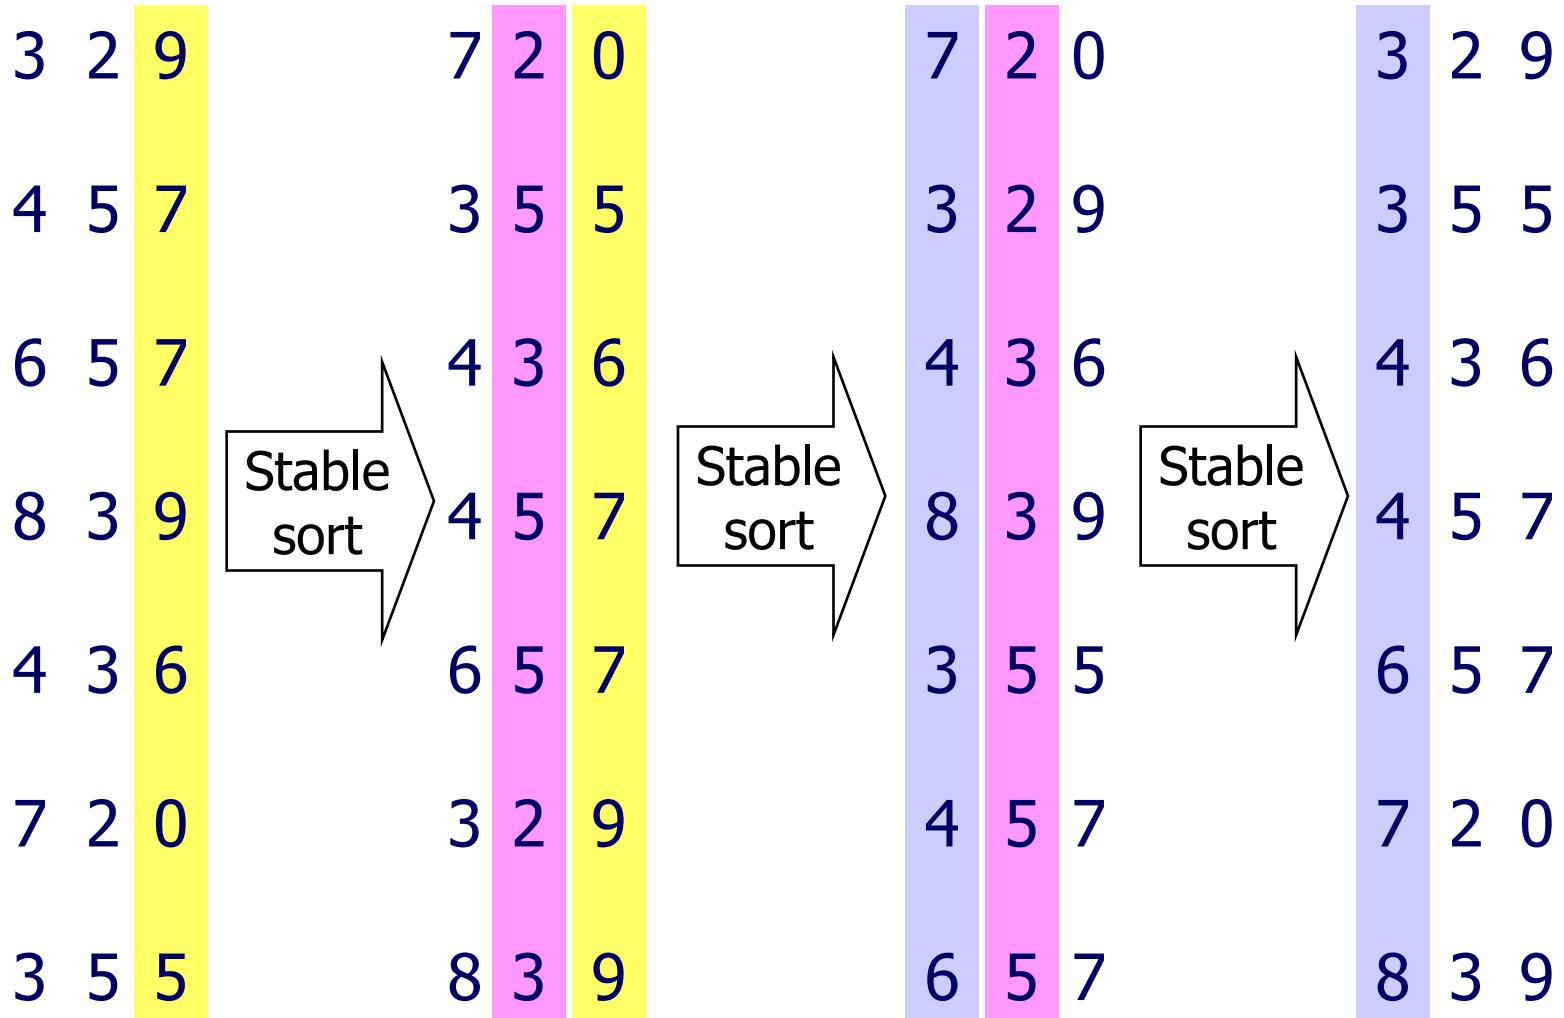 3 2 9 7 2 0 7 2 0 3 2 9
4 5 7 3 5 5 3 2 9 3 5 5
6 5 7 4 3 6 4 3 6 4 3 6
Stable Stable Stable
8 3 9 4 5 7 8 3 9 4 5 7
sort sort sort
4 3 6 6 5 7 3 5 5 6 5 7
7 2 0 3 2 9 4 5 7 7 2 0
3 5 5 8 3 9 6 5 7 8 3 9